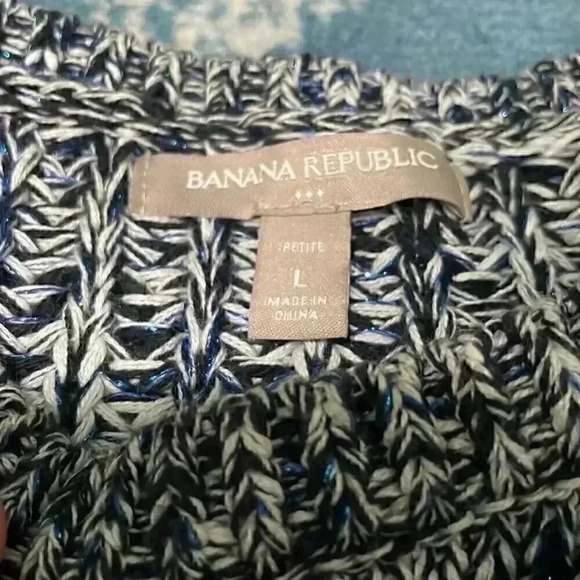 BANANA REPUBLIC
PETITE
L
MADE IN
CHINA